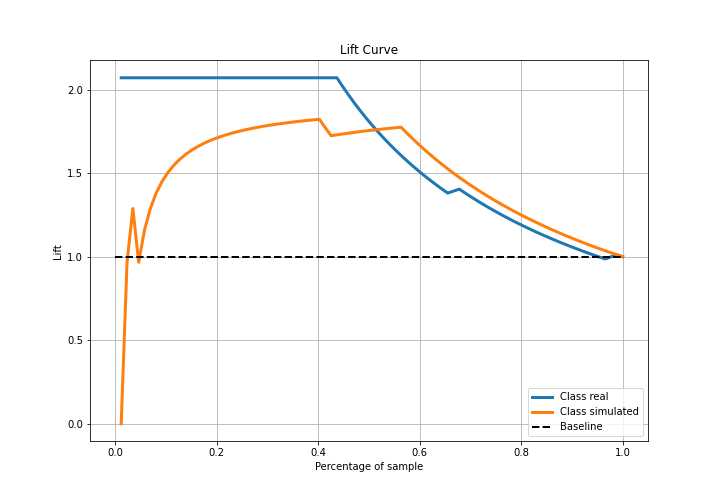 Lift Curve
2.0
1.5
1.0
0.5
0.0
Lift
0.0 0.2 0.4 0.6 0.8 1.0
Percentage of sample
Class real
Class simulated
Baseline